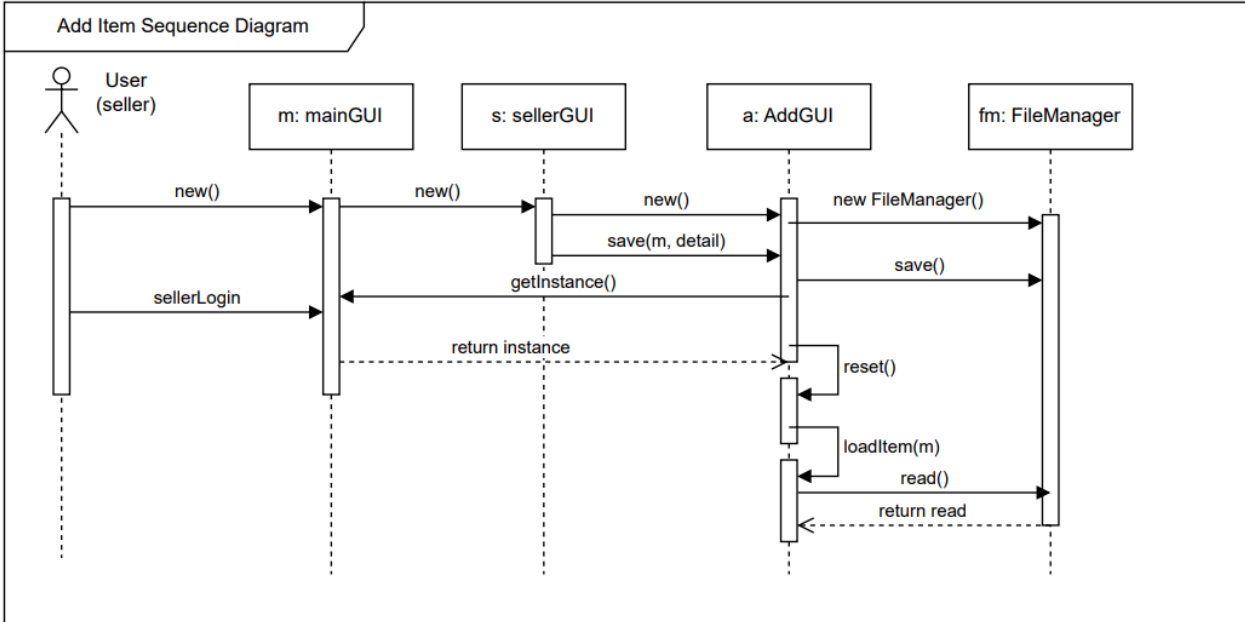 Add Item Sequence Diagram
User
(seller)
m: mainGUI
s: sellerGUI
a: AddGUI
fm: FileManager
new()
new()
new()
new FileManager()
save(m, detail)
save()
getInstance()
sellerLogin
return instance
reset()
loadItem(m)
read()
return read